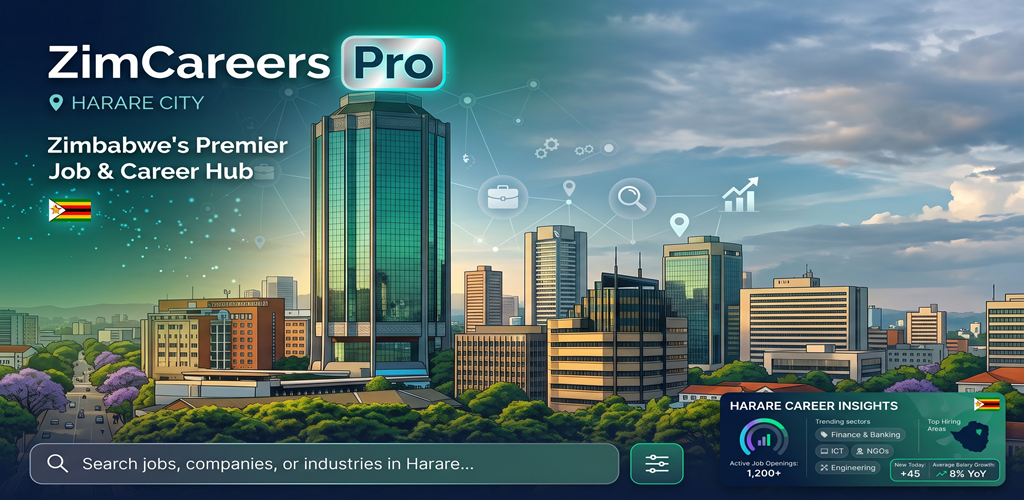 ZimCareers Pro
HARARE CITY
Zimbabwe's Premier
Job & Career Hub
Search jobs, companies, or industries in Harare...
HARARE CAREER INSIGHTS
Active Job Openings:
1,200+
Trending sectors
Finance & Banking
ICT
NGOs
Engineering
Top Hiring
Areas
New Today:
+45
Average Salary Growth:
8% YoY